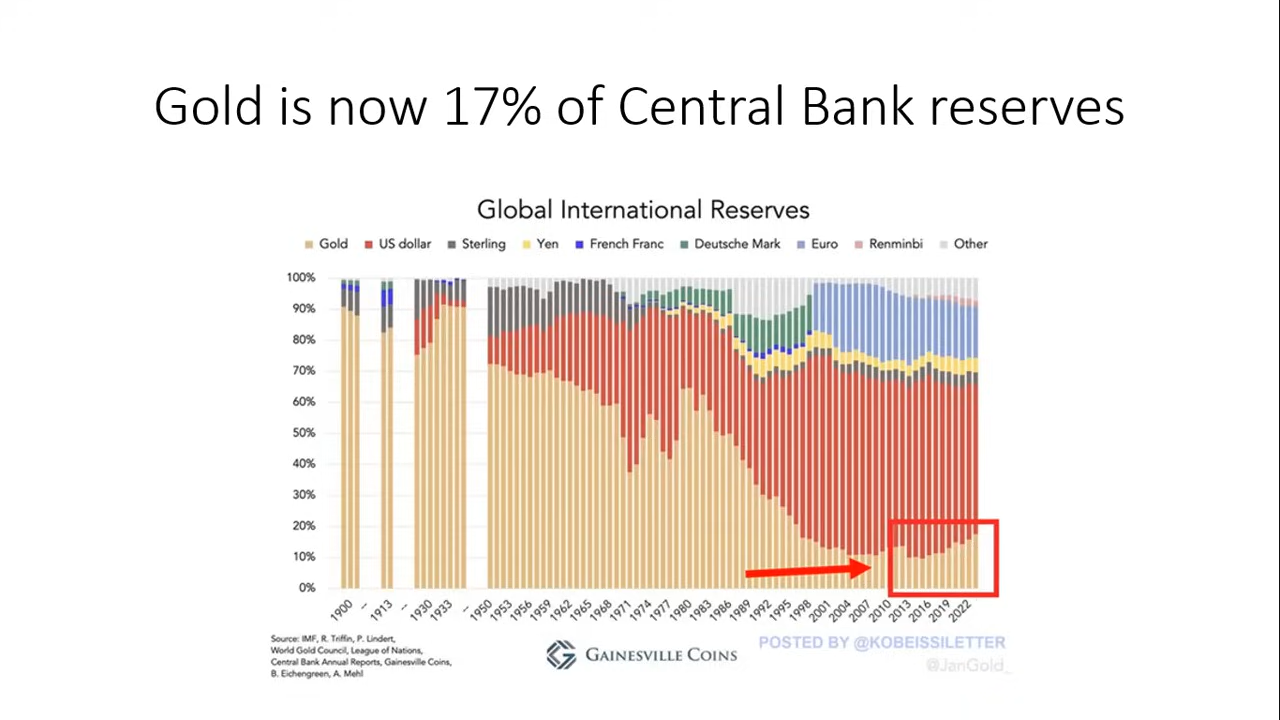 Gold is now 17% of Central Bank reserves
Global International Reserves
Gold US dollar Sterling Yen French Franc Deutsche Mark Euro Renminbi Other
100%
90%
80%
70%
60%
50%
40%
30%
20%
10%
0%
1900 -- 1913 -- 1930 1933 -- 1950 1953 1956 1959 1962 1965 1968 1971 1974 1977 1980 1983 1986 1989 1992 1995 1998 2001 2004 2007 2010 2013 2016 2019 2022
Source: IMF, R. Triffin, P. Lindert,
World Gold Council, League of Nations,
Central Bank Annual Reports, Gainesville Coins,
B. Eichengreen, A. Mehl
GAINESVILLE COINS
POSTED BY @KOBEISSILETTER
@JanGold_